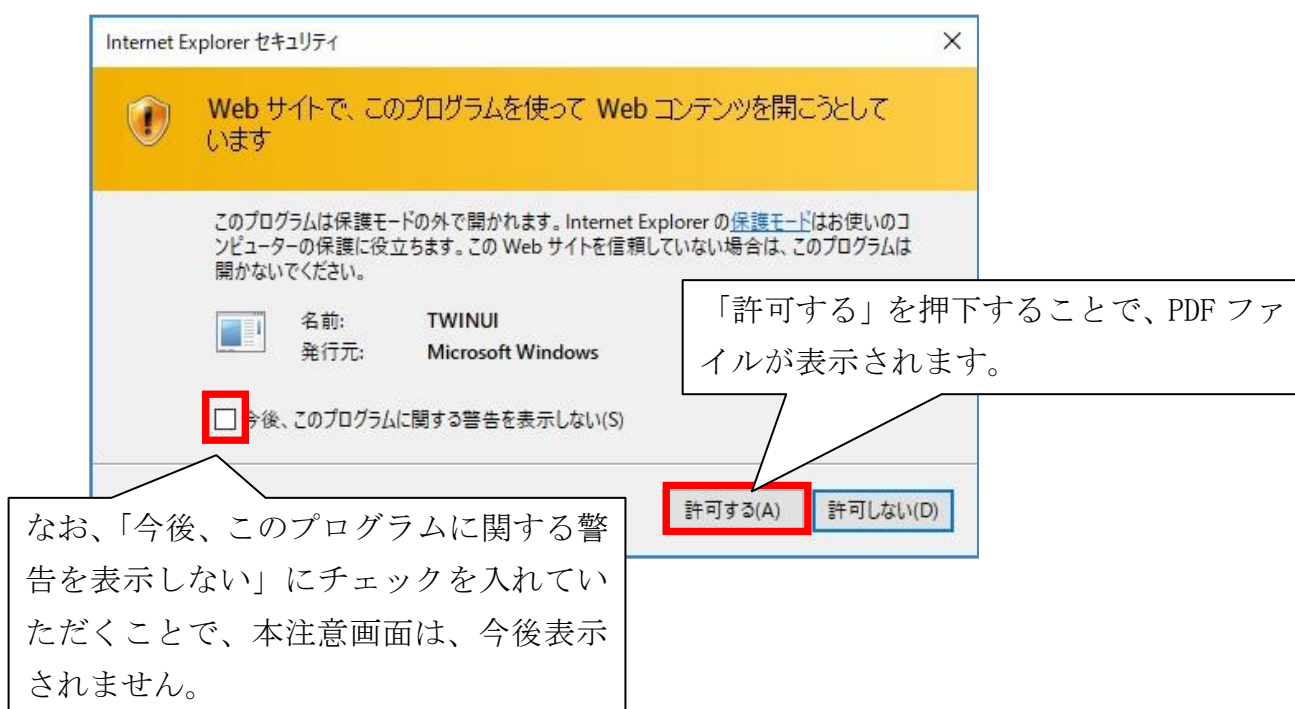 Internet Explorer セキュリティ
Web サイトで、このプログラムを使って Web コンテンツを開こうとして
います
このプログラムは保護モードの外で開かれます。Internet Explorer の保護モードはお使いのコ
ンピューターの保護に役立ちます。この Web サイトを信頼していない場合は、このプログラムは
開かないでください。
名前: TWINUI
発行元: Microsoft Windows
「許可する」を押下することで、PDF ファ
イルが表示されます。
今後、このプログラムに関する警告を表示しない(S)
許可する(A) 許可しない(D)
なお、「今後、このプログラムに関する警
告を表示しない」にチェックを入れてい
ただくことで、本注意画面は、今後表示
されません。